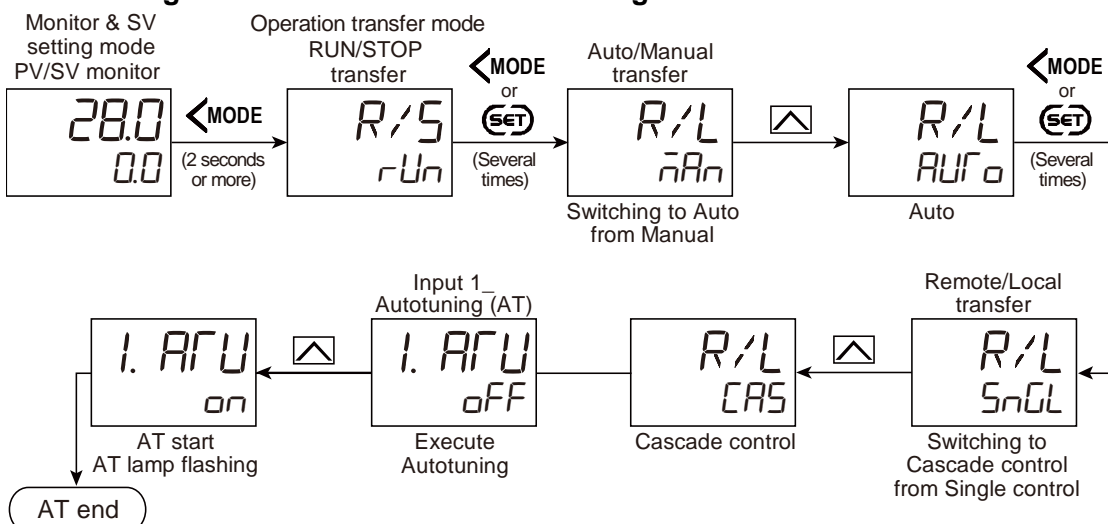 Monitor & SV
setting mode
PV/SV monitor
28.0
0.0
<MODE
(2 seconds
or more)
Operation transfer mode
RUN/STOP
transfer
R/S
rUn
<MODE
or
SET
(Several
times)
Auto/Manual
transfer
R/L
MAn
Switching to Auto
from Manual
R/L
AUTo
Auto
<MODE
or
SET
(Several
times)
Remote/Local
transfer
R/L
SnGL
Switching to
Cascade control
from Single control
R/L
CAS
Cascade control
Input 1_
Autotuning (AT)
1. ATU
oFF
Execute
Autotuning
1. ATU
on
AT start
AT lamp flashing
AT end